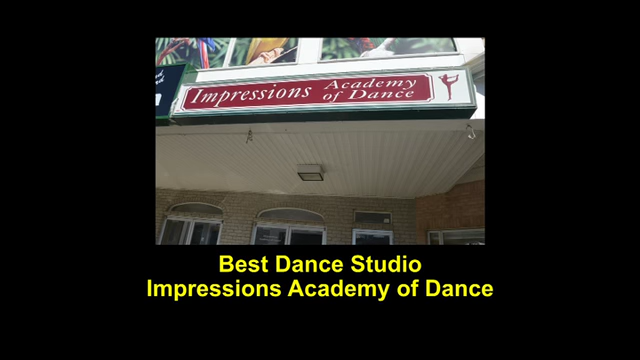 Impressions Academy
of Dance
Best Dance Studio
Impressions Academy of Dance